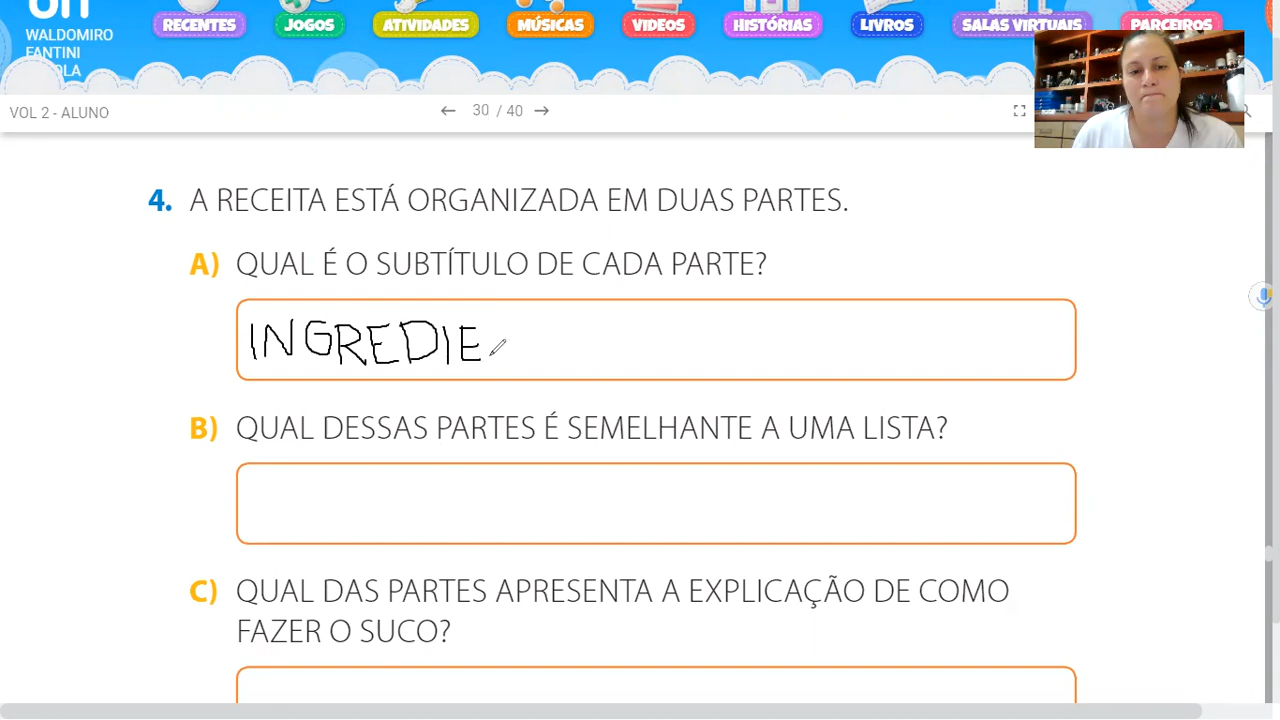 WALDOMIRO
FANTINI
RECENTES
JOGOS
ATIVIDADES
MÚSICAS
VIDEOS
HISTÓRIAS
LIVROS
SALAS VIRTUAIS
PARCEIROS
VOL 2 - ALUNO
← 30 / 40 →
4. A RECEITA ESTÁ ORGANIZADA EM DUAS PARTES.
A) QUAL É O SUBTÍTULO DE CADA PARTE?
INGREDIE
B) QUAL DESSAS PARTES É SEMELHANTE A UMA LISTA?
C) QUAL DAS PARTES APRESENTA A EXPLICAÇÃO DE COMO
FAZER O SUCO?